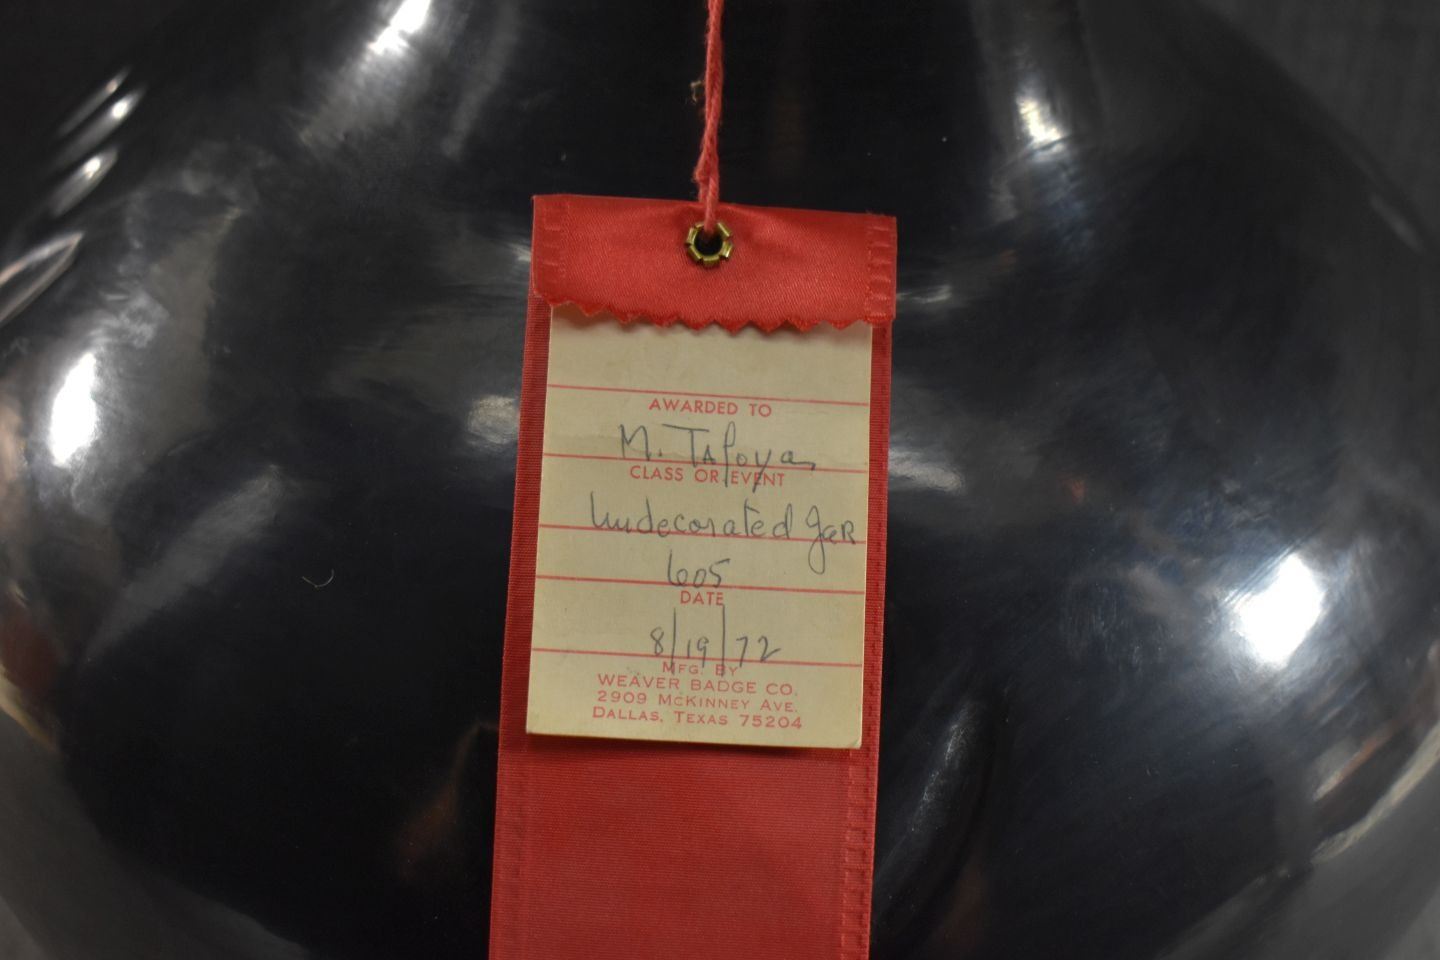 AWARDED TO
M. Tafoya
CLASS OR EVENT
Undecorated Jar
605
DATE
8/19/72
MFG. BY
WEAVER BADGE CO.
2909 MCKINNEY AVE.
DALLAS, TEXAS 75204